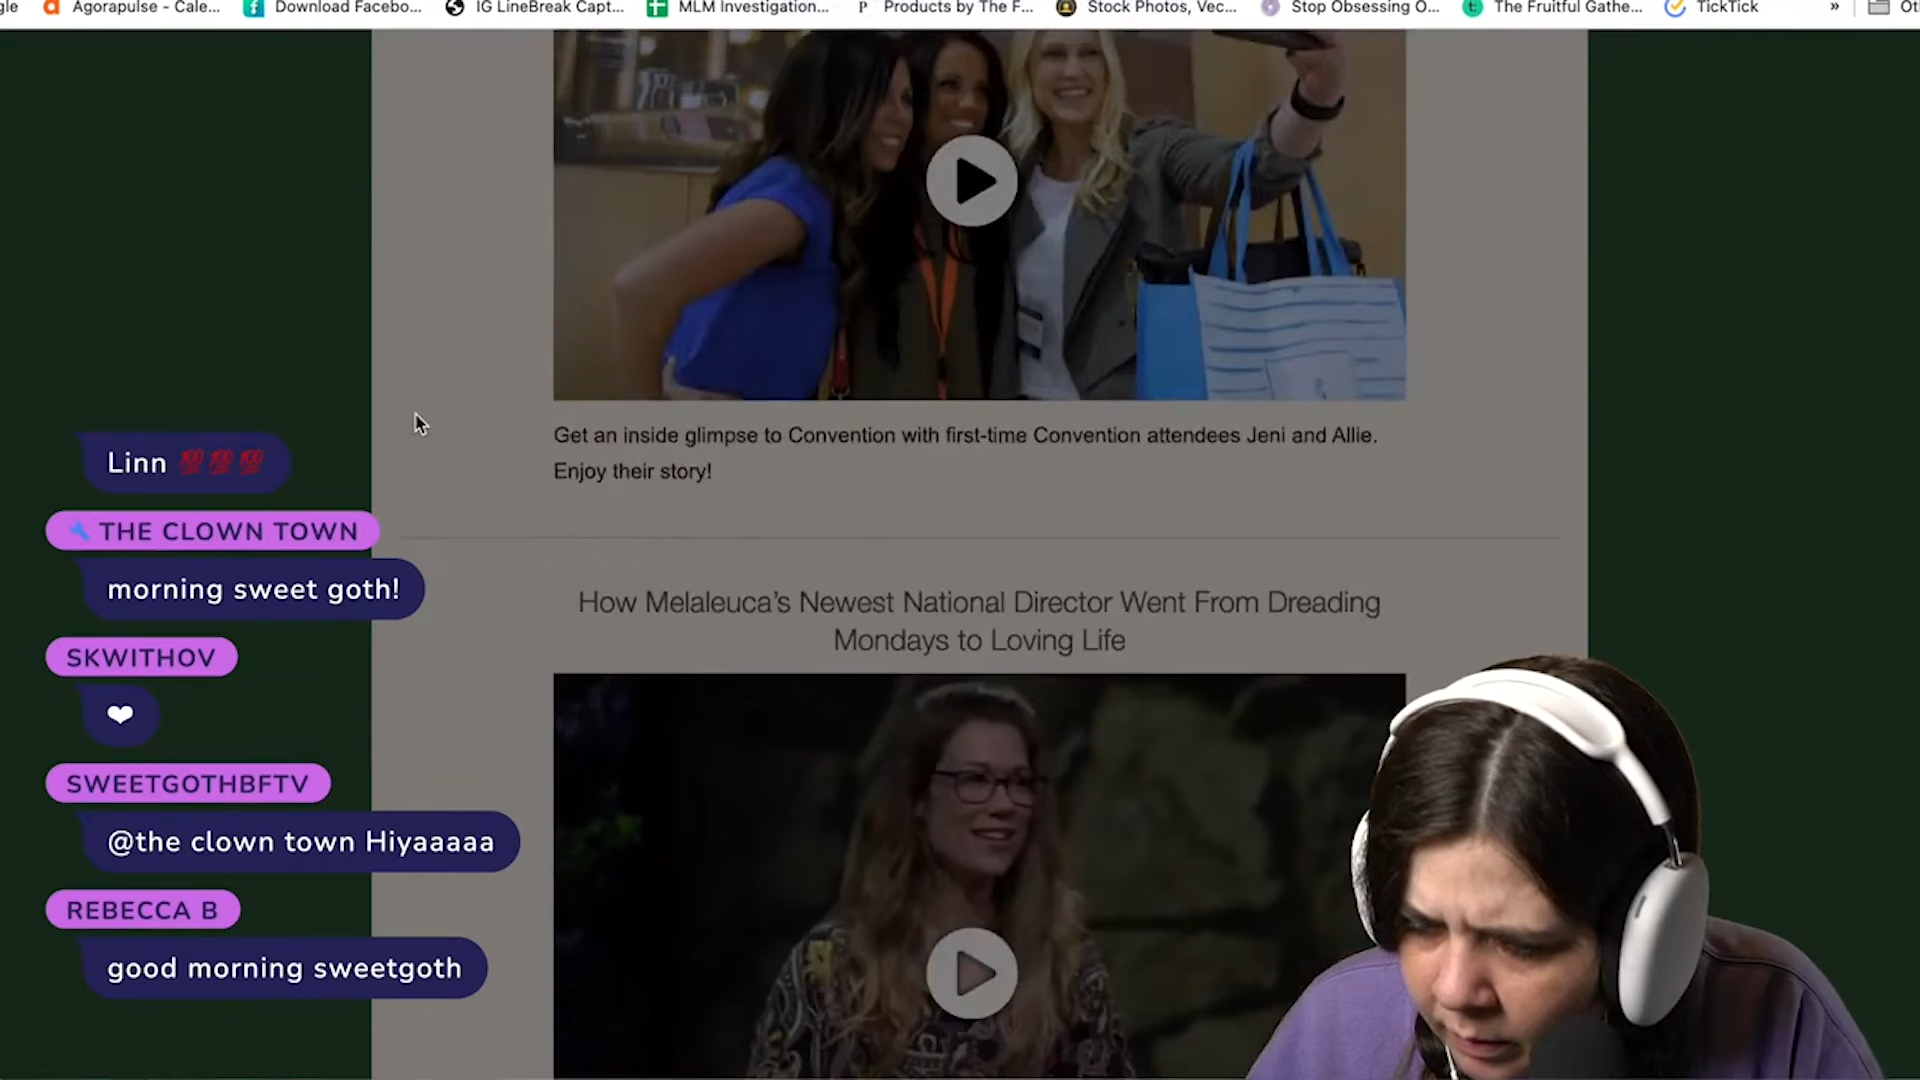 gle
Agorapulse - Cale...
Download Facebo...
IG LineBreak Capt...
MLM Investigation...
Products by The F...
Stock Photos, Vec...
Stop Obsessing O...
The Fruitful Gathe...
TickTick
»
Ot
Get an inside glimpse to Convention with first-time Convention attendees Jeni and Allie.
Enjoy their story!
How Melaleuca's Newest National Director Went From Dreading
Mondays to Loving Life
Linn 💯💯💯
THE CLOWN TOWN
morning sweet goth!
SKWITHOV
❤
SWEETGOTHBFTV
@the clown town Hiyaaaaa
REBECCA B
good morning sweetgoth